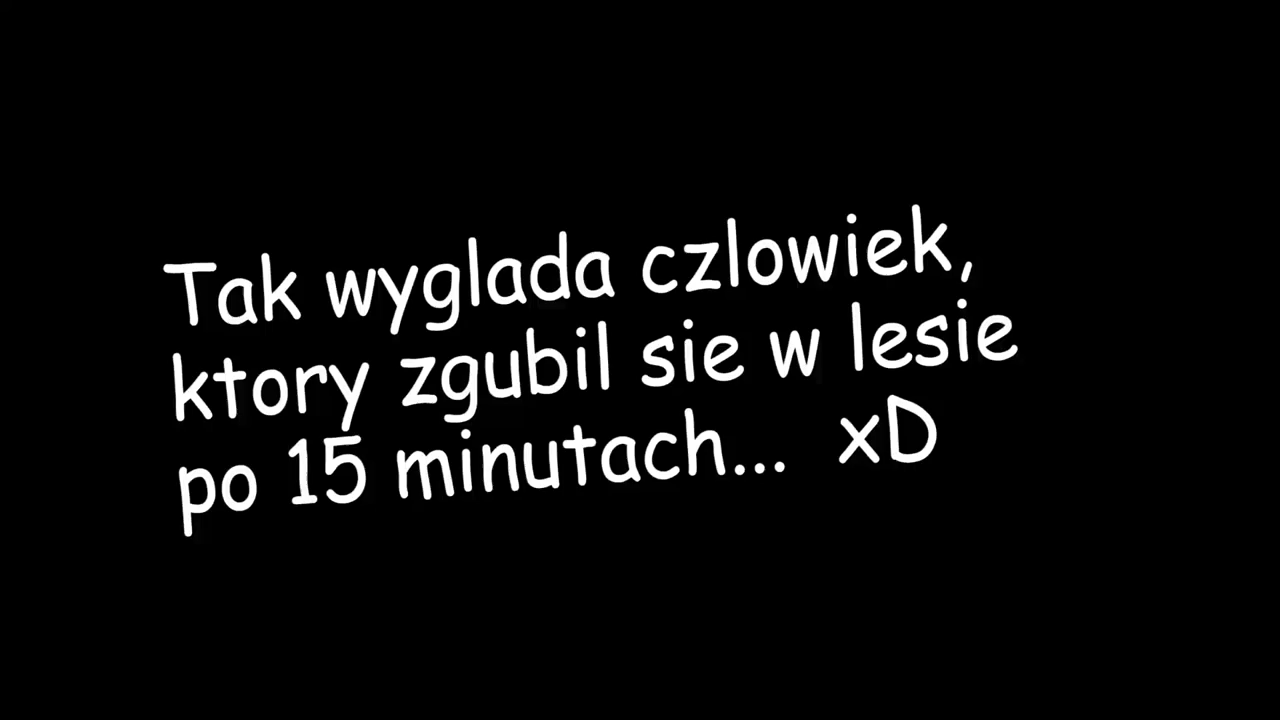 Tak wyglada czlowiek,
ktory zgubil sie w lesie
po 15 minutach... xD